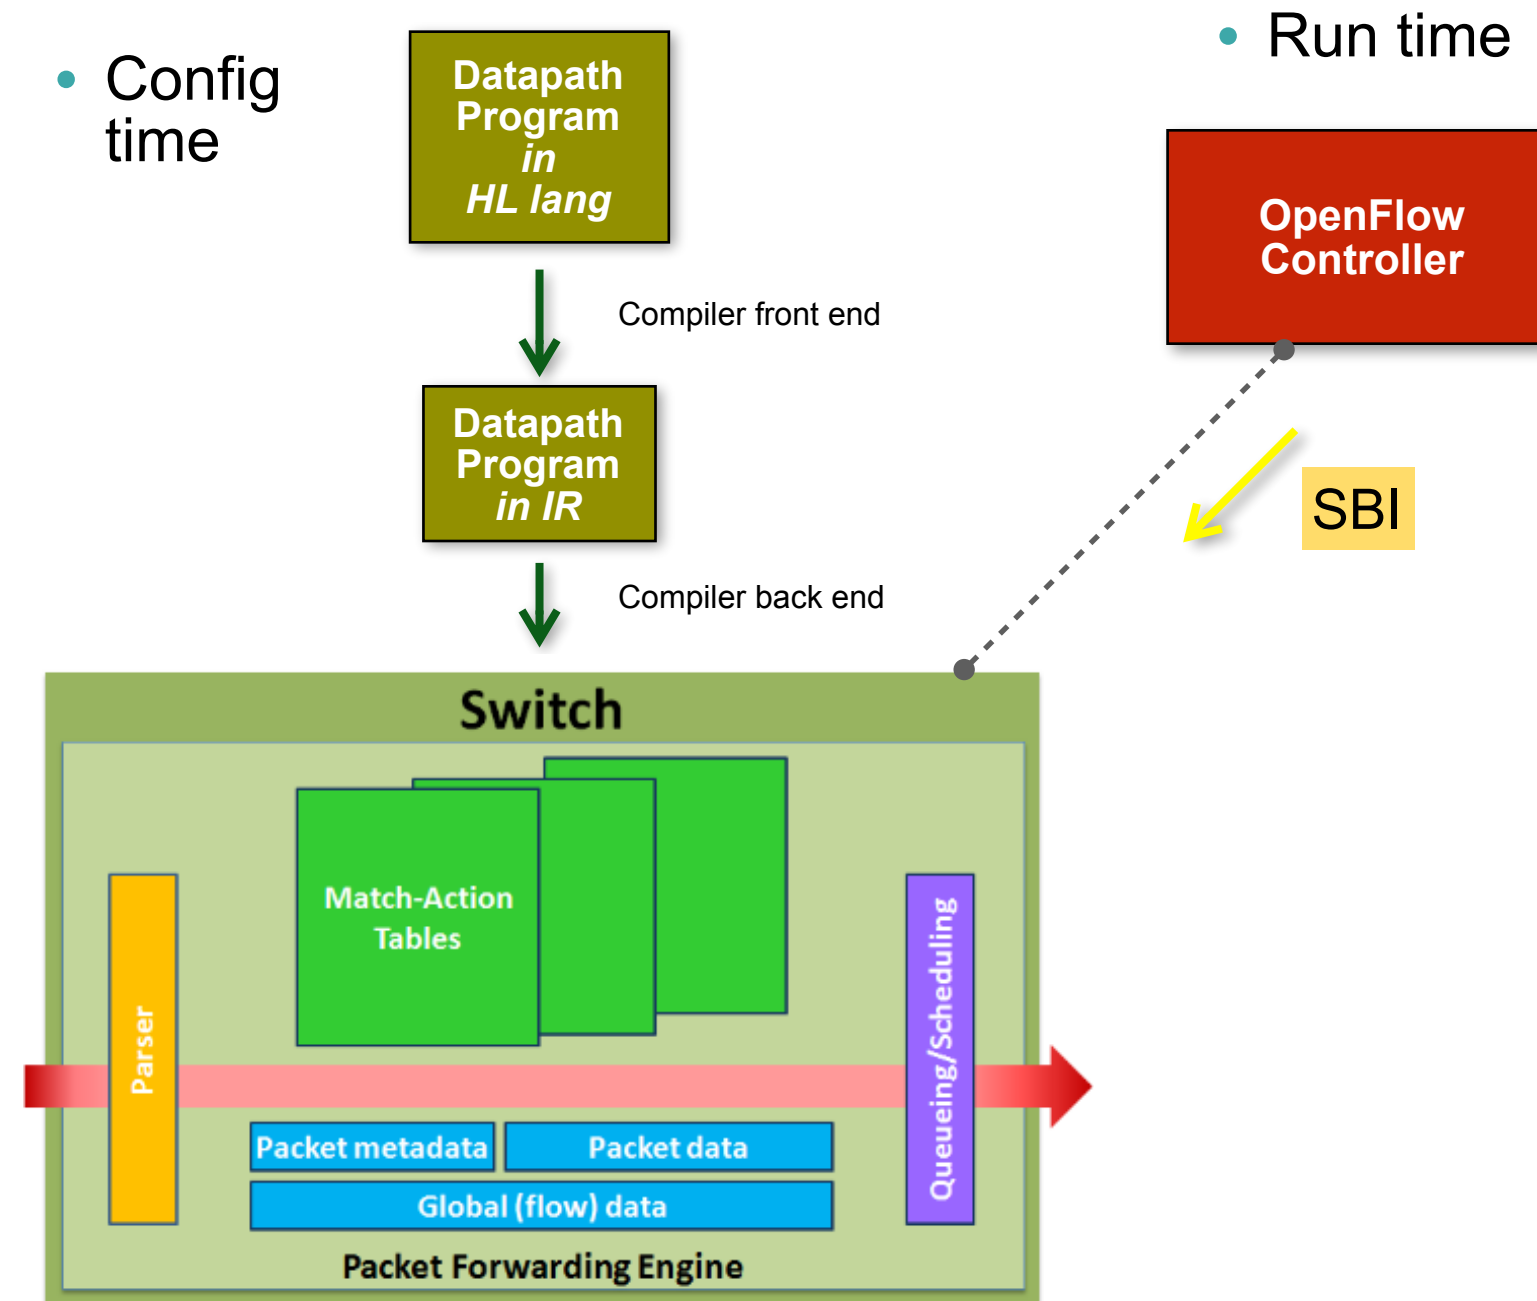 • Config
time
Datapath
Program
in
HL lang
Compiler front end
Datapath
Program
in IR
Compiler back end
• Run time
OpenFlow
Controller
SBI
Switch
Match-Action
Tables
Parser
Queueing/Scheduling
Packet metadata
Packet data
Global (flow) data
Packet Forwarding Engine